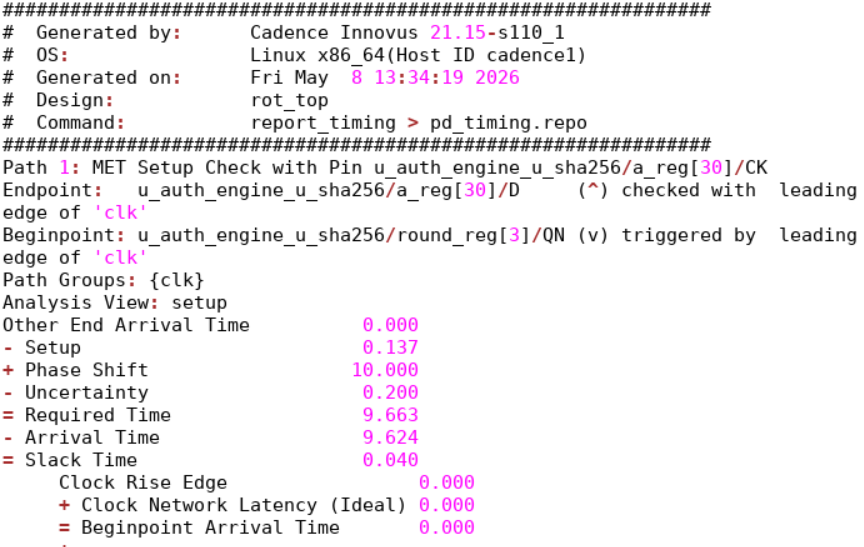 ###############################################################
#  Generated by:      Cadence Innovus 21.15-s110_1
#  OS:                Linux x86_64(Host ID cadence1)
#  Generated on:      Fri May  8 13:34:19 2026
#  Design:            rot_top
#  Command:           report_timing > pd_timing.repo
###############################################################
Path 1: MET Setup Check with Pin u_auth_engine_u_sha256/a_reg[30]/CK
Endpoint:   u_auth_engine_u_sha256/a_reg[30]/D     (^) checked with  leading
edge of 'clk'
Beginpoint: u_auth_engine_u_sha256/round_reg[3]/QN (v) triggered by  leading
edge of 'clk'
Path Groups: {clk}
Analysis View: setup
Other End Arrival Time          0.000
- Setup                         0.137
+ Phase Shift                  10.000
- Uncertainty                   0.200
= Required Time                 9.663
- Arrival Time                  9.624
= Slack Time                    0.040
     Clock Rise Edge                 0.000
     + Clock Network Latency (Ideal) 0.000
     = Beginpoint Arrival Time       0.000